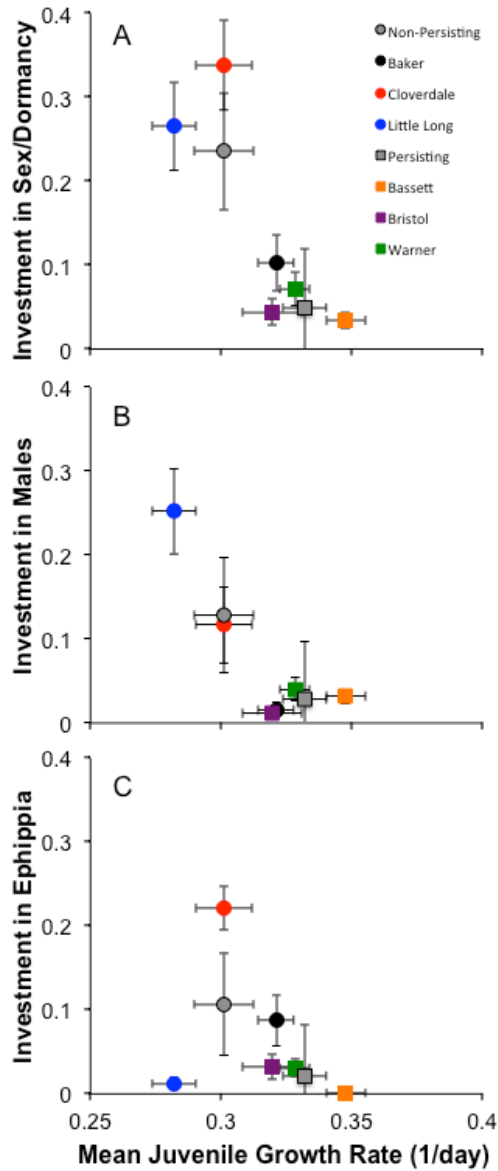 Investment in Sex/Dormancy
0.4
0.3
0.2
0.1
0
A
Non-Persisting
Baker
Cloverdale
Little Long
Persisting
Bassett
Bristol
Warner
Investment in Males
0.4
0.3
0.2
0.1
0
B
Investment in Ephippia
0.4
0.3
0.2
0.1
0
C
0.25 0.3 0.35 0.4
Mean Juvenile Growth Rate (1/day)